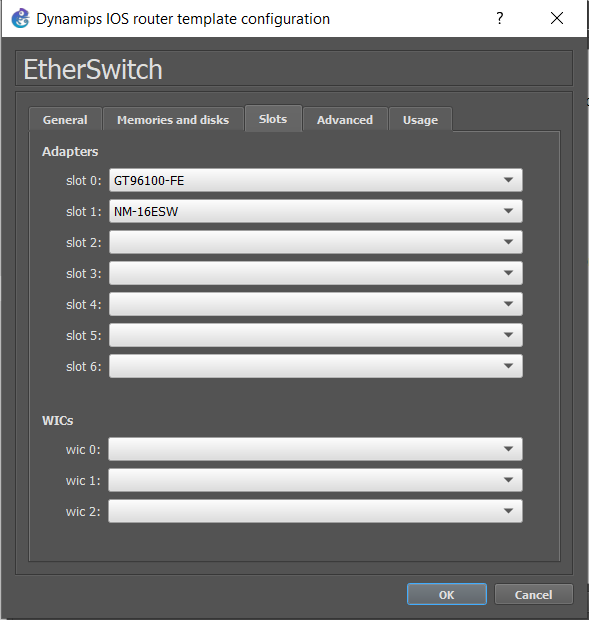 Dynamips IOS router template configuration ?
EtherSwitch
General Memories and disks Slots Advanced Usage
Adapters
slot 0: GT96100-FE
slot 1: NM-16ESW
slot 2:
slot 3:
slot 4:
slot 5:
slot 6:
WICs
wic 0:
wic 1:
wic 2:
OK Cancel